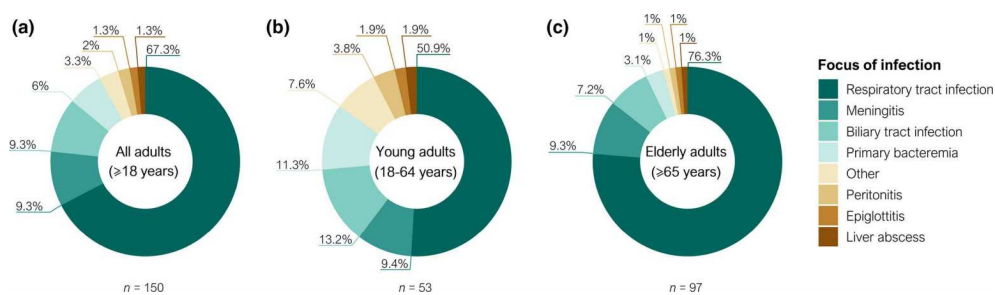 (a)
1.3%
1.3%
2%
67.3%
3.3%
6%
9.3%
9.3%
All adults
(≥18 years)
n = 150
(b)
1.9%
1.9%
3.8%
50.9%
7.6%
11.3%
13.2%
9.4%
Young adults
(18-64 years)
n = 53
(c)
1%
1%
1%
1%
3.1%
76.3%
7.2%
9.3%
Elderly adults
(≥65 years)
n = 97
Focus of infection
Respiratory tract infection
Meningitis
Biliary tract infection
Primary bacteremia
Other
Peritonitis
Epiglottitis
Liver abscess